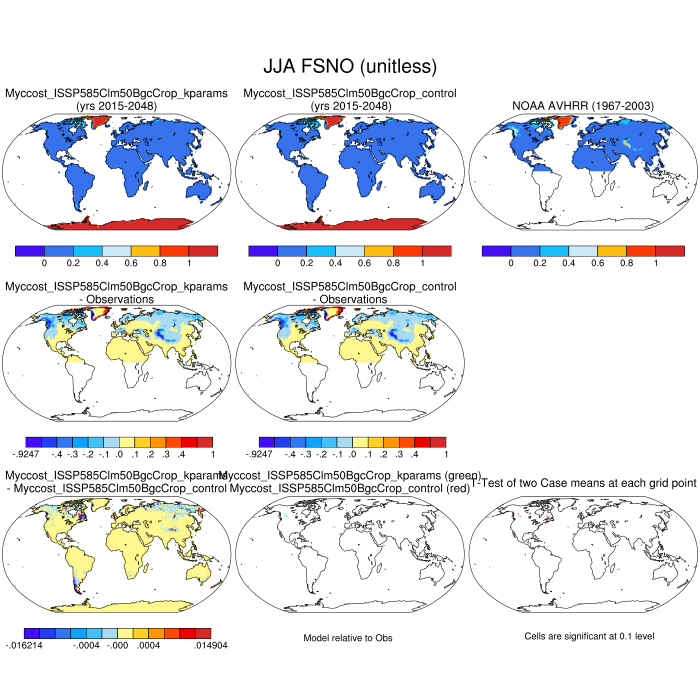 JJA FSNO (unitless)
Myccost_ISSP585Clm50BgcCrop_kparams
(yrs 2015-2048)
Myccost_ISSP585Clm50BgcCrop_control
(yrs 2015-2048)
NOAA AVHRR (1967-2003)
0 0.2 0.4 0.6 0.8 1
0 0.2 0.4 0.6 0.8 1
0 0.2 0.4 0.6 0.8 1
Myccost_ISSP585Clm50BgcCrop_kparams
- Observations
Myccost_ISSP585Clm50BgcCrop_control
- Observations
-.9247 -.4 -.3 -.2 -.1 .0 .1 .2 .3 .4 1
-.9247 -.4 -.3 -.2 -.1 .0 .1 .2 .3 .4 1
Myccost_ISSP585Clm50BgcCrop_kparams
- Myccost_ISSP585Clm50BgcCrop_control
Myccost_ISSP585Clm50BgcCrop_kparams (green)
Myccost_ISSP585Clm50BgcCrop_control (red)
T-Test of two Case means at each grid point
-.016214 -.0004 -.000 .0004 .014904
Model relative to Obs
Cells are significant at 0.1 level